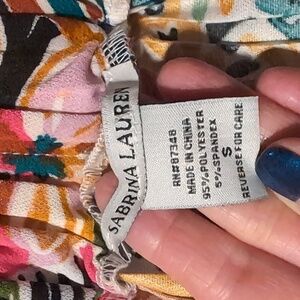 SABRINA LAUREN
RN#87348
MADE IN CHINA
95%POLYESTER
5%SPANDEX
S
REVERSE FOR CARE